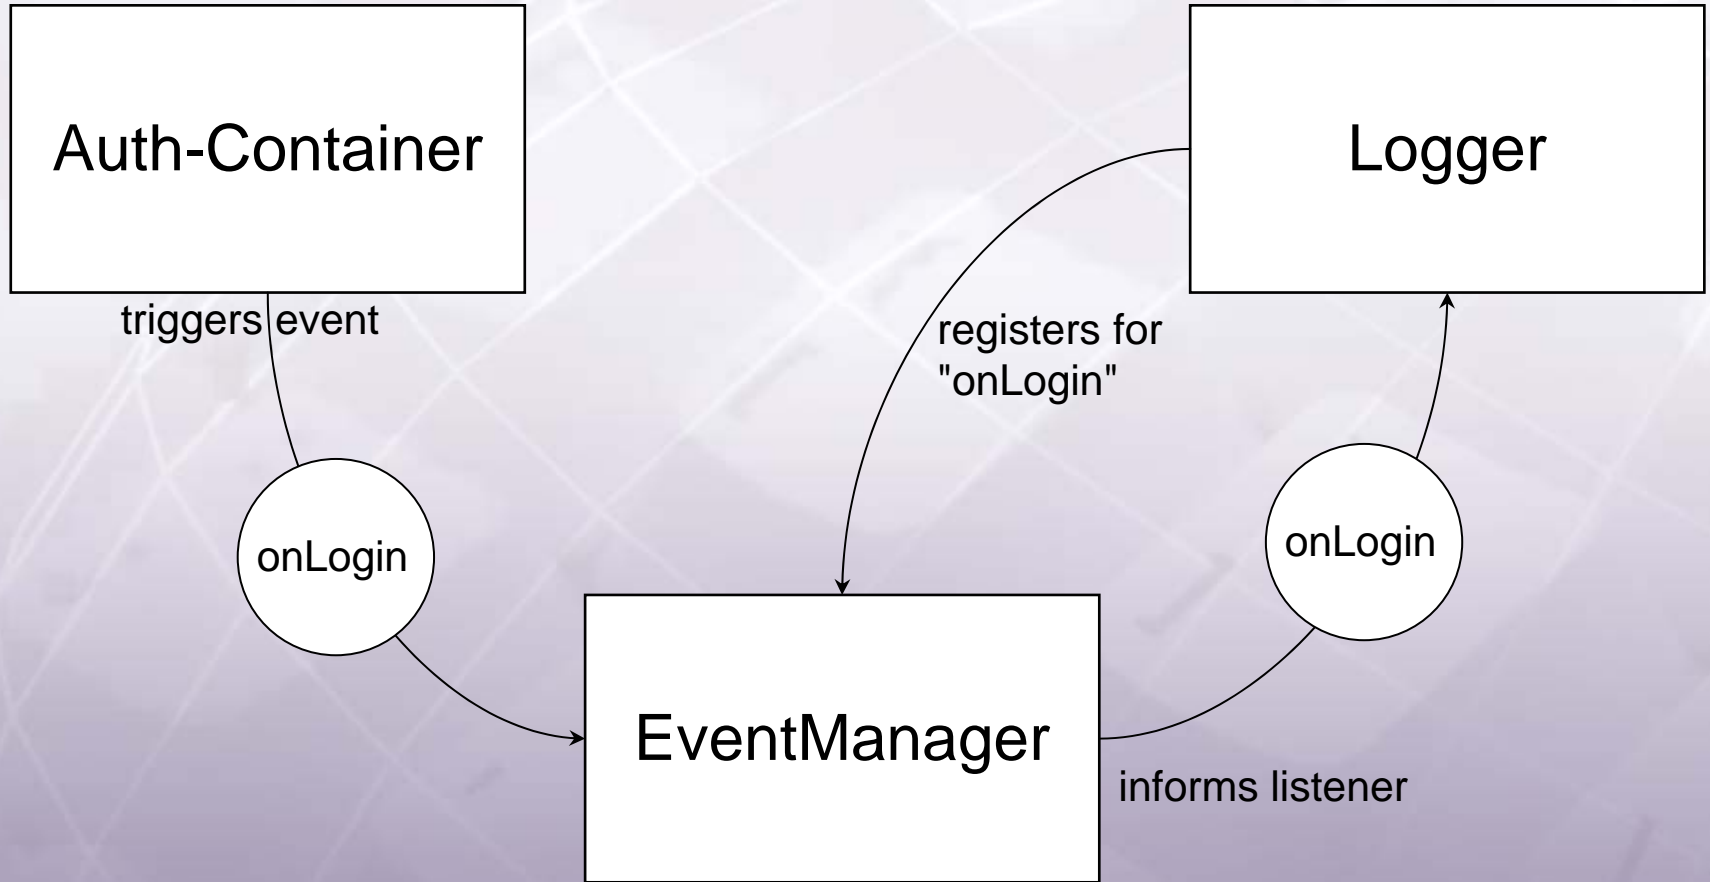 Auth-Container
Logger
triggers event
registers for
"onLogin"
onLogin
onLogin
EventManager
informs listener